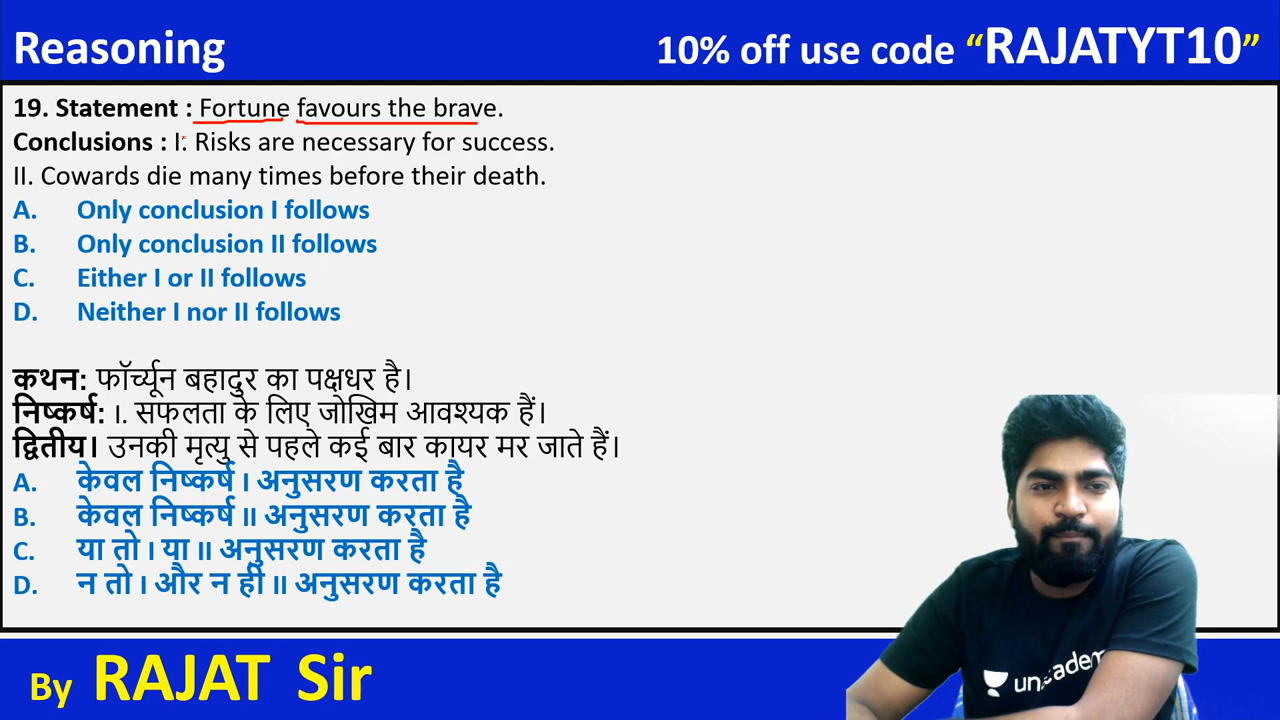 Reasoning
10% off use code “RAJATYT10”
19. Statement : Fortune favours the brave.
Conclusions : I. Risks are necessary for success.
II. Cowards die many times before their death.
A. Only conclusion I follows
B. Only conclusion II follows
C. Either I or II follows
D. Neither I nor II follows
कथन: फॉर्च्यून बहादुर का पक्षधर है।
निष्कर्ष: I. सफलता के लिए जोखिम आवश्यक हैं।
द्वितीय। उनकी मृत्यु से पहले कई बार कायर मर जाते हैं।
A. केवल निष्कर्ष I अनुसरण करता है
B. केवल निष्कर्ष II अनुसरण करता है
C. या तो I या II अनुसरण करता है
D. न तो I और न ही II अनुसरण करता है
By RAJAT Sir